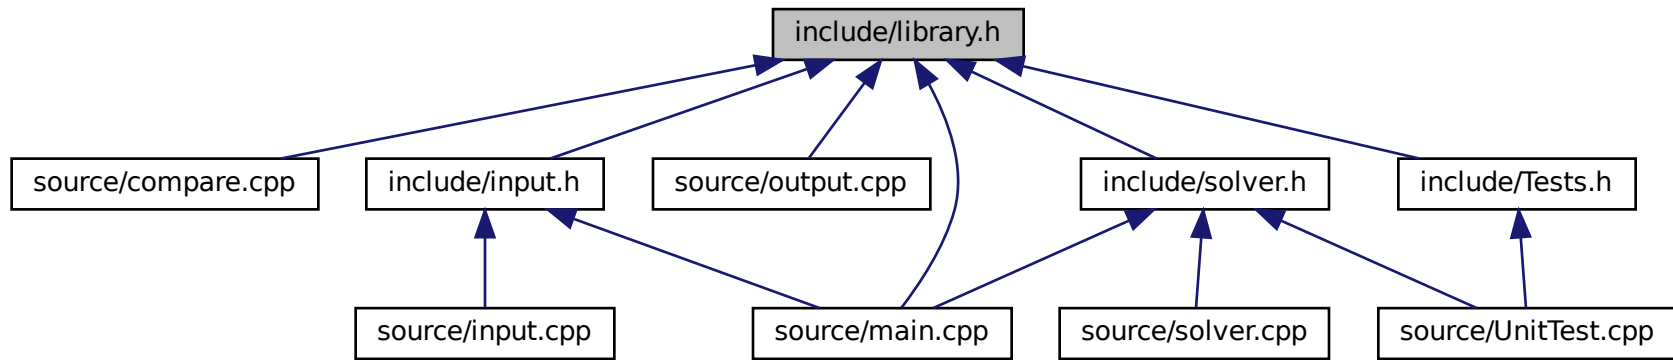 include/library.h
source/compare.cpp
include/input.h
source/output.cpp
include/solver.h
include/Tests.h
source/input.cpp
source/main.cpp
source/solver.cpp
source/UnitTest.cpp